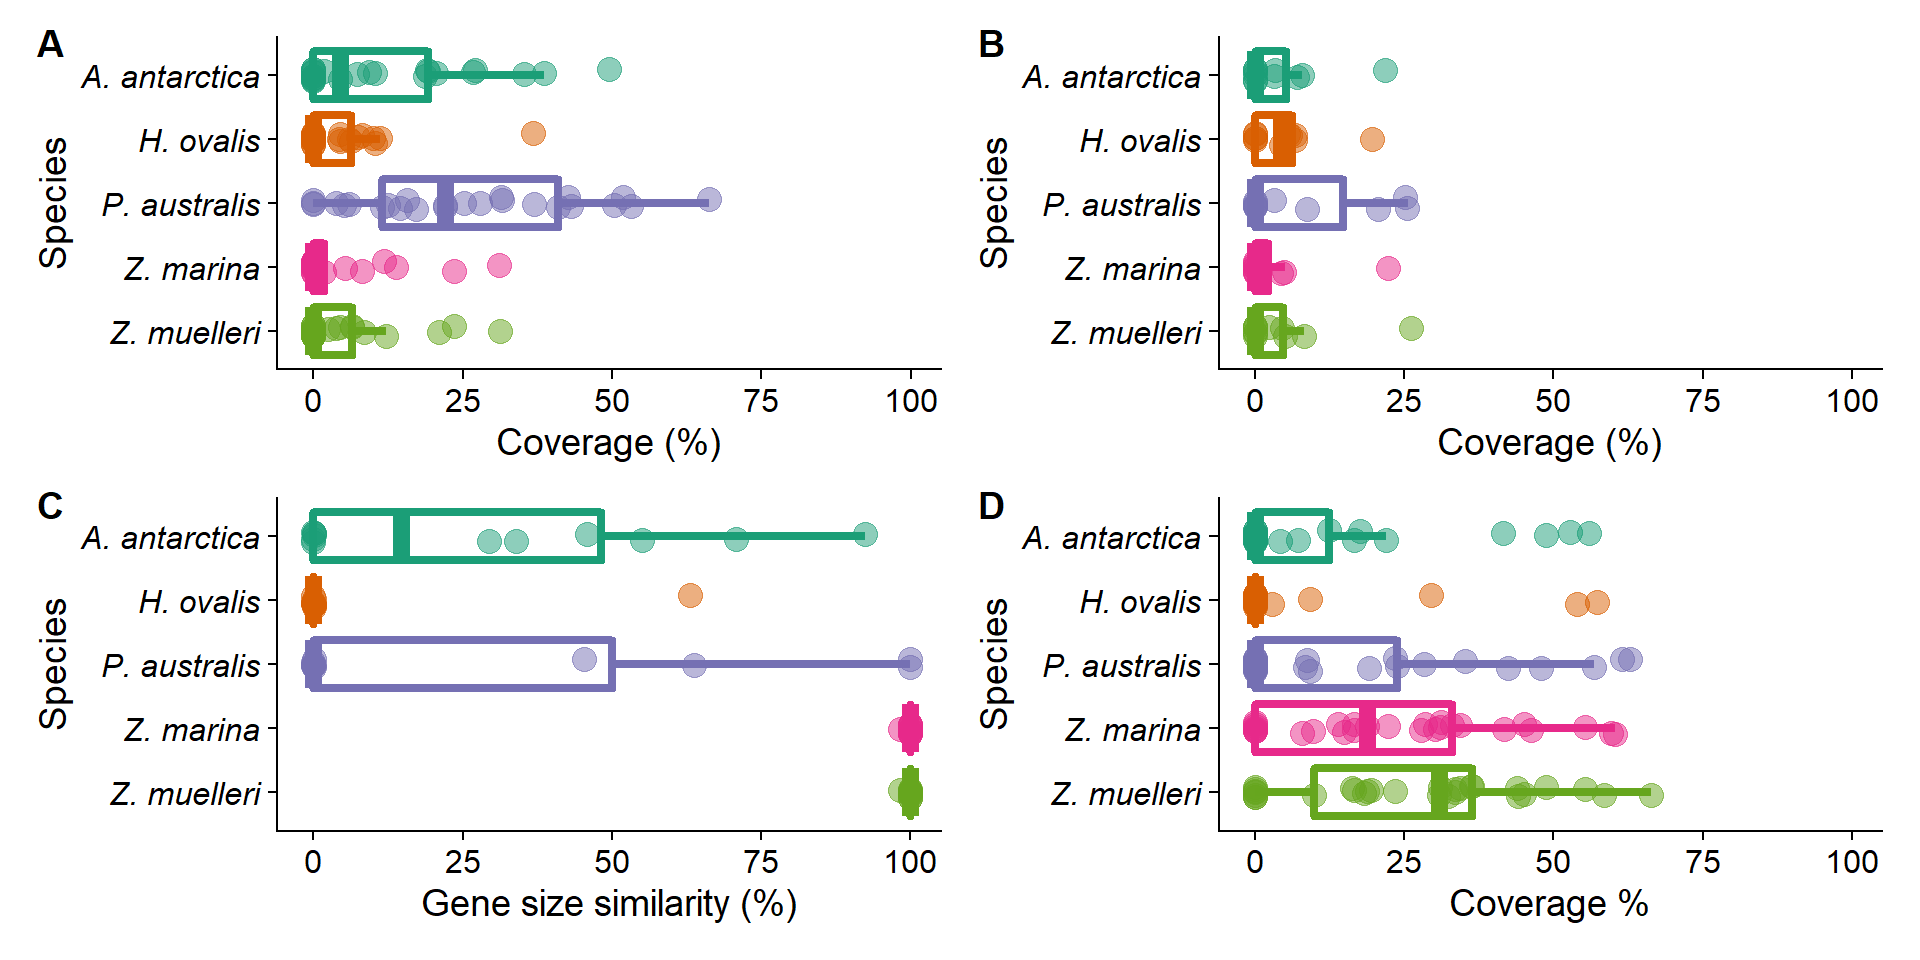 A
Species
A. antarctica
H. ovalis
P. australis
Z. marina
Z. muelleri
0 25 50 75 100
Coverage (%)
B
Species
A. antarctica
H. ovalis
P. australis
Z. marina
Z. muelleri
0 25 50 75 100
Coverage (%)
C
Species
A. antarctica
H. ovalis
P. australis
Z. marina
Z. muelleri
0 25 50 75 100
Gene size similarity (%)
D
Species
A. antarctica
H. ovalis
P. australis
Z. marina
Z. muelleri
0 25 50 75 100
Coverage %